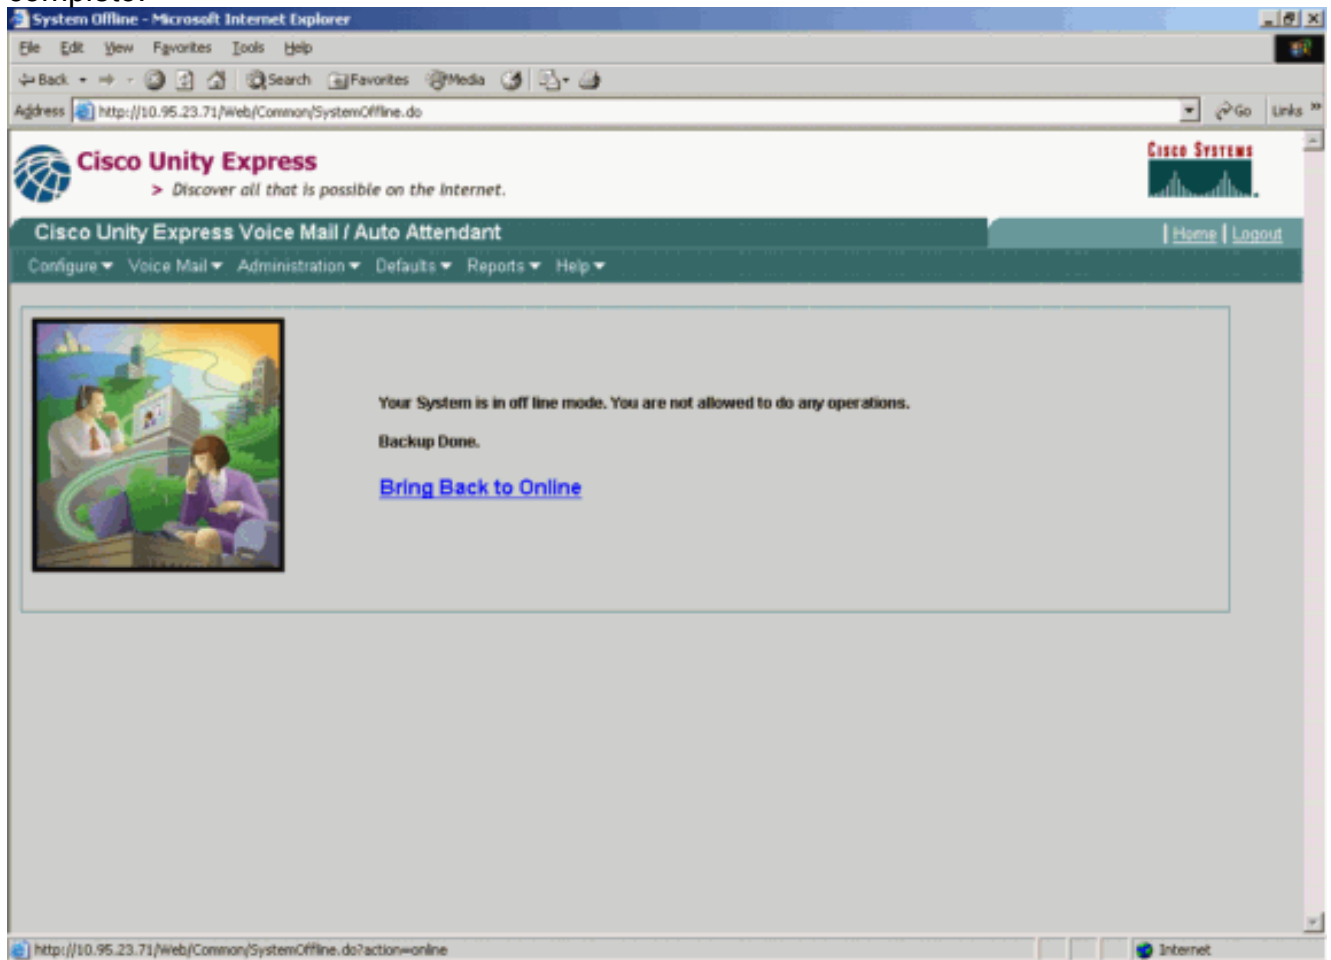 complete.
System Offline - Microsoft Internet Explorer
File Edit View Favorites Tools Help
Back Search Favorites Media
Address http://10.95.23.71/Web/Common/SystemOffline.do Go Links »
Cisco Unity Express
> Discover all that is possible on the Internet.
CISCO SYSTEMS
Cisco Unity Express Voice Mail / Auto Attendant | Home | Logout
Configure Voice Mail Administration Defaults Reports Help
Your System is in off line mode. You are not allowed to do any operations.
Backup Done.
Bring Back to Online
http://10.95.23.71/Web/Common/SystemOffline.do?action=online Internet